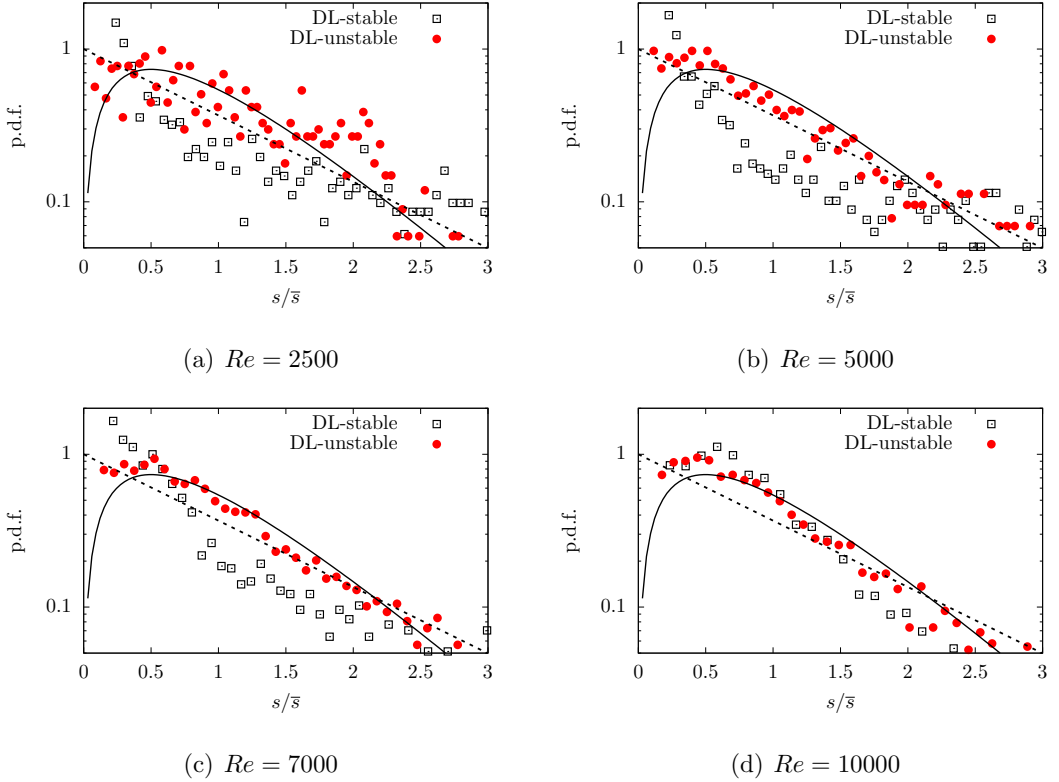 DL-stable
DL-unstable
p.d.f.
1
0.1
0 0.5 1 1.5 2 2.5 3
s/s̅
(a) Re = 2500
DL-stable
DL-unstable
p.d.f.
1
0.1
0 0.5 1 1.5 2 2.5 3
s/s̅
(b) Re = 5000
DL-stable
DL-unstable
p.d.f.
1
0.1
0 0.5 1 1.5 2 2.5 3
s/s̅
(c) Re = 7000
DL-stable
DL-unstable
p.d.f.
1
0.1
0 0.5 1 1.5 2 2.5 3
s/s̅
(d) Re = 10000